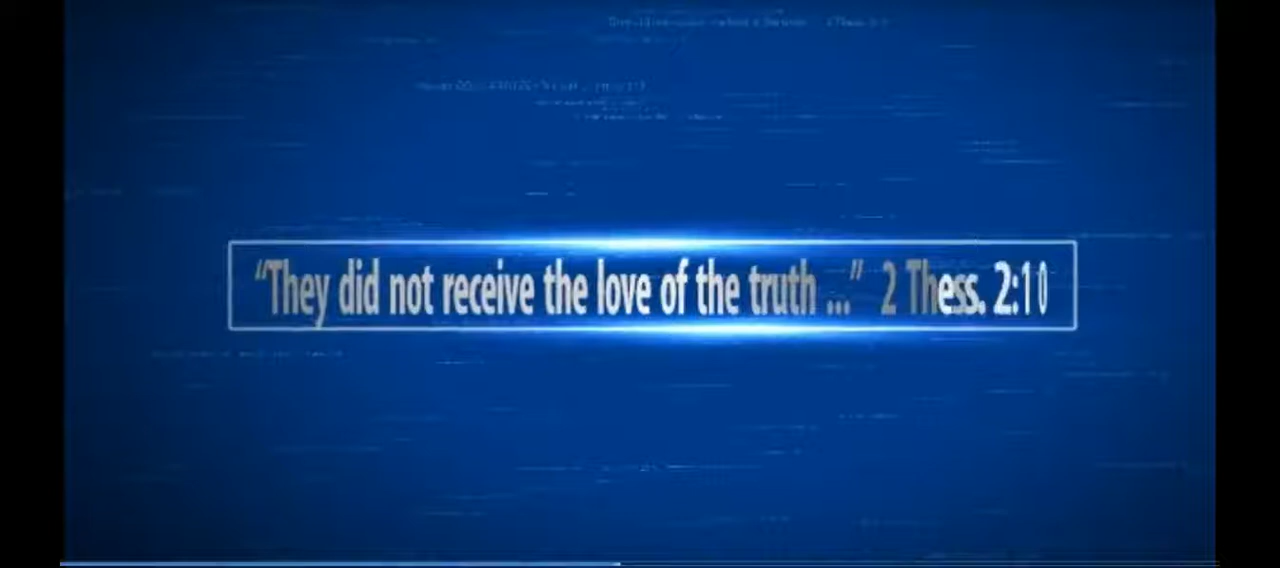 “They did not receive the love of the truth ...” 2 Thess. 2:10